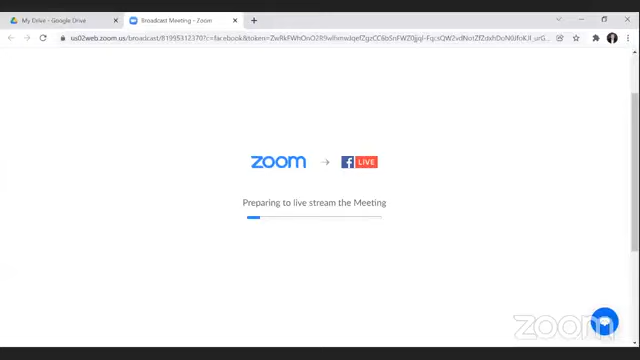 My Drive - Google Drive
Broadcast Meeting - Zoom
zoom → f LIVE
Preparing to live stream the Meeting
zoom